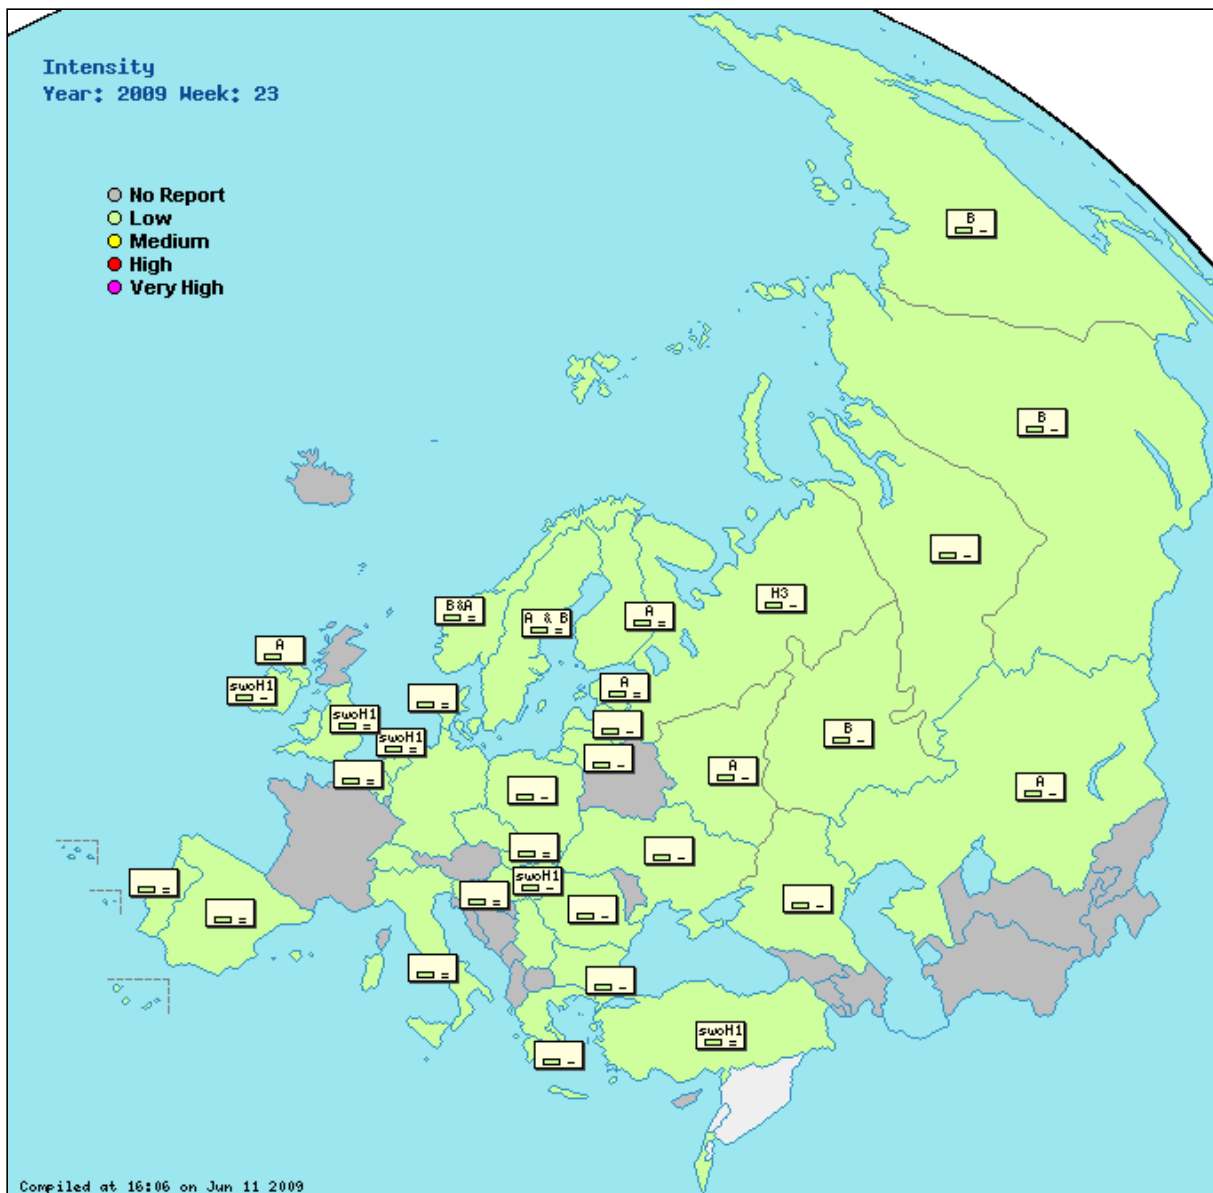 Intensity
Year: 2009 Week: 23
No Report
Low
Medium
High
Very High
B
-
B
-
-
H3
-
B&A
=
A & B
=
A
=
A
swoH1
-
=
A
=
swoH1
=
-
swoH1
=
-
B
-
A
-
=
A
-
-
=
-
swoH1
-
=
=
-
-
=
=
-
swoH1
=
-
Compiled at 16:06 on Jun 11 2009